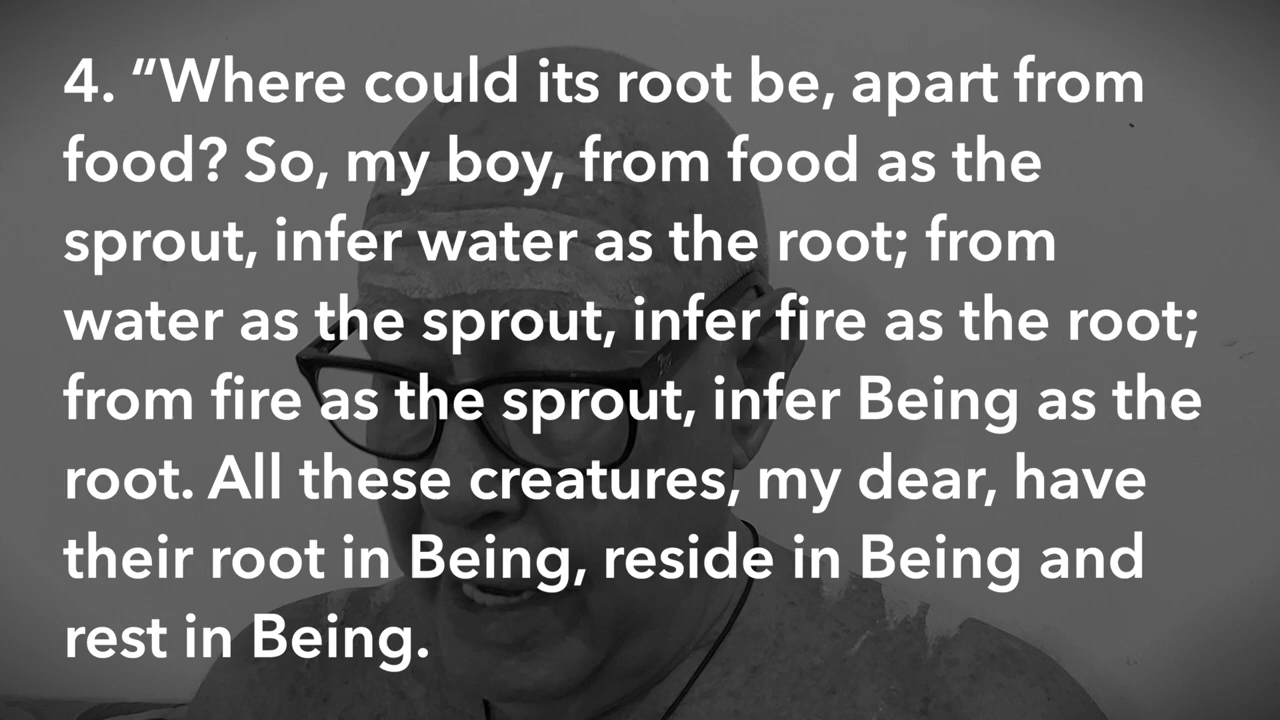 4. “Where could its root be, apart from
food? So, my boy, from food as the
sprout, infer water as the root; from
water as the sprout, infer fire as the root;
from fire as the sprout, infer Being as the
root. All these creatures, my dear, have
their root in Being, reside in Being and
rest in Being.